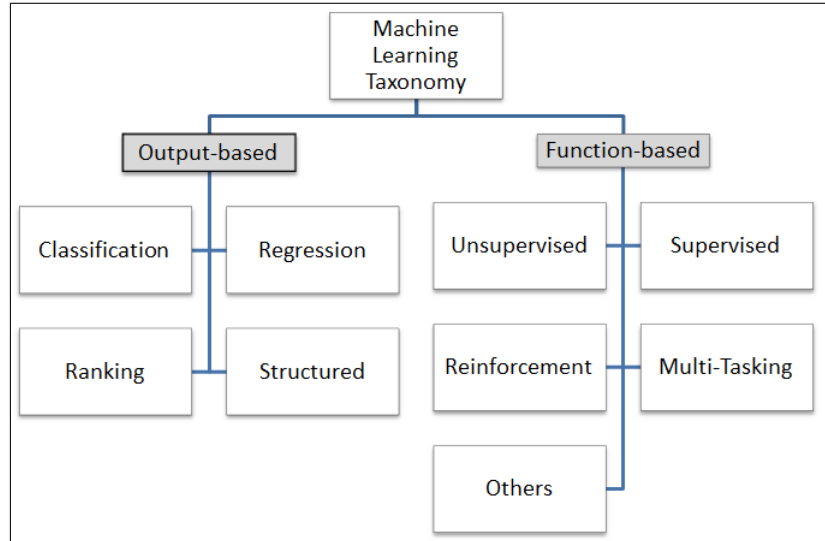 Machine
Learning
Taxonomy
Output-based
Function-based
Classification
Regression
Unsupervised
Supervised
Ranking
Structured
Reinforcement
Multi-Tasking
Others